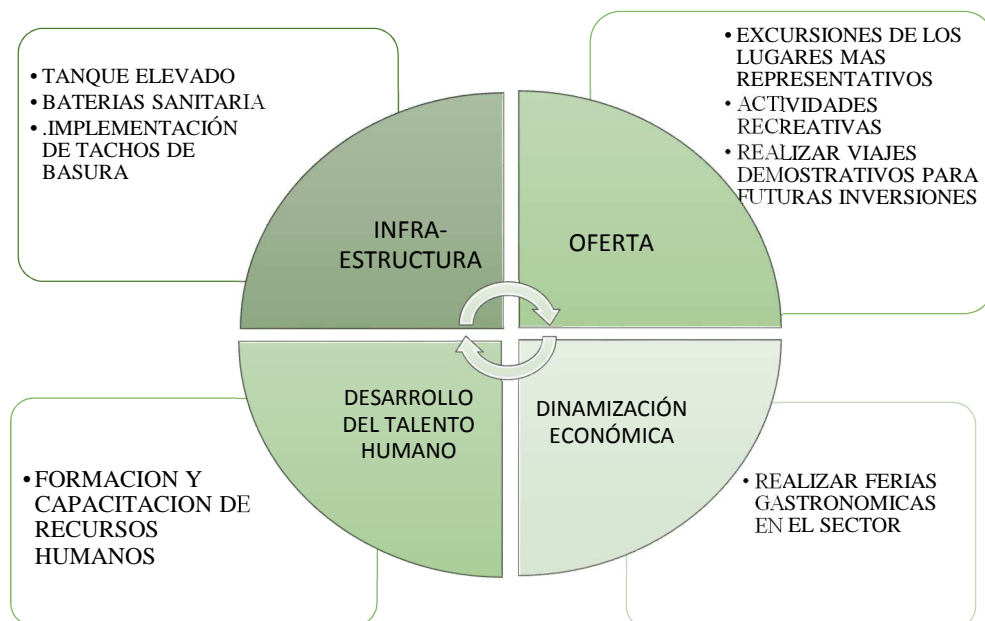 • TANQUE ELEVADO
• BATERIAS SANITARIA
• .IMPLEMENTACIÓN
DE TACHOS DE
BASURA
• EXCURSIONES DE LOS
LUGARES MAS
REPRESENTATIVOS
• ACTIVIDADES
RECREATIVAS
• REALIZAR VIAJES
DEMOSTRATIVOS PARA
FUTURAS INVERSIONES
INFRA-
ESTRUCTURA
OFERTA
DESARROLLO
DEL TALENTO
HUMANO
DINAMIZACIÓN
ECONÓMICA
• FORMACION Y
CAPACITACION DE
RECURSOS
HUMANOS
• REALIZAR FERIAS
GASTRONOMICAS
EN EL SECTOR